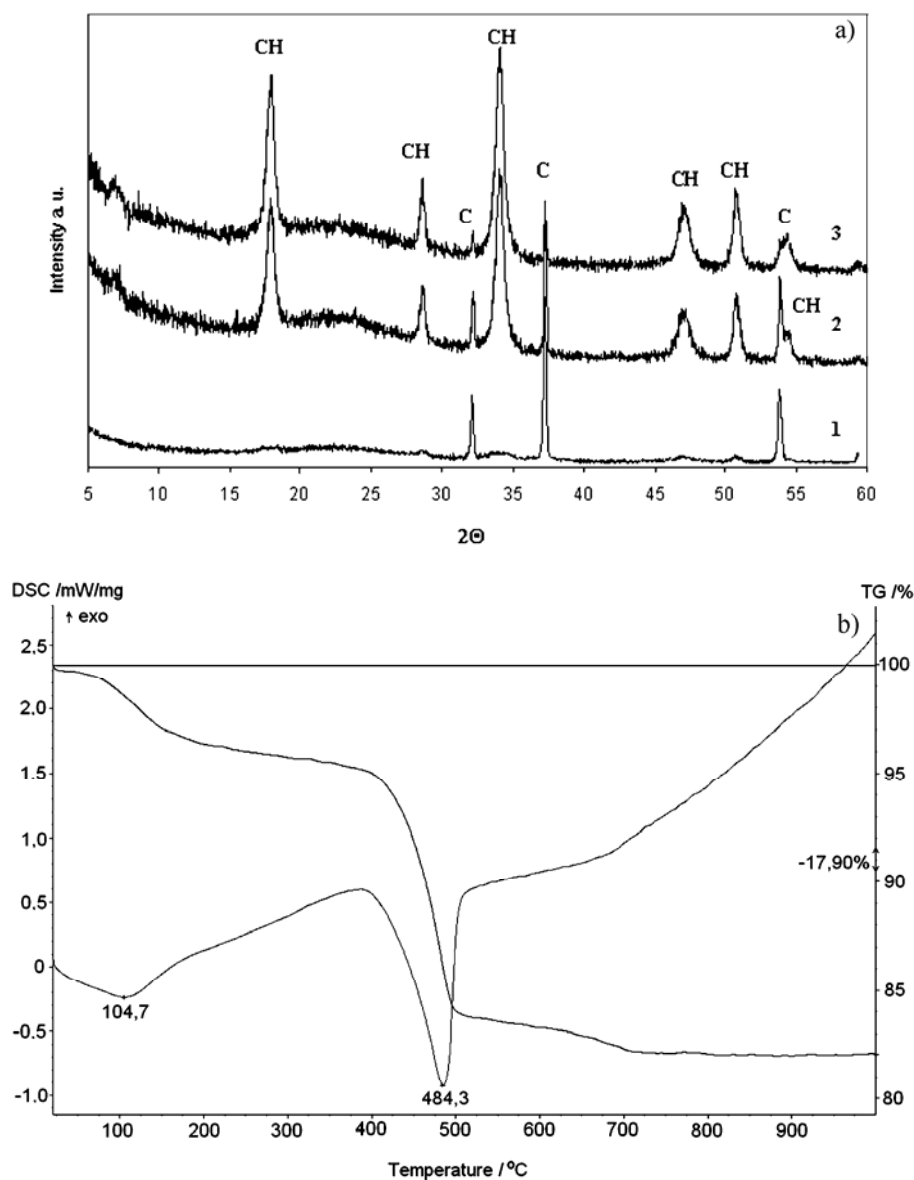 a)
CH
CH
CH
C
C
CH
CH
C
3
CH
2
1
Intensity a. u.
5 10 15 20 25 30 35 40 45 50 55 60
2Θ
DSC /mW/mg
TG /%
↑ exo
b)
2.5
100
2.0
1.5
95
1.0
-17,90%
90
0.5
0
104,7
85
-0.5
484,3
-1.0
80
100 200 300 400 500 600 700 800 900
Temperature / °C